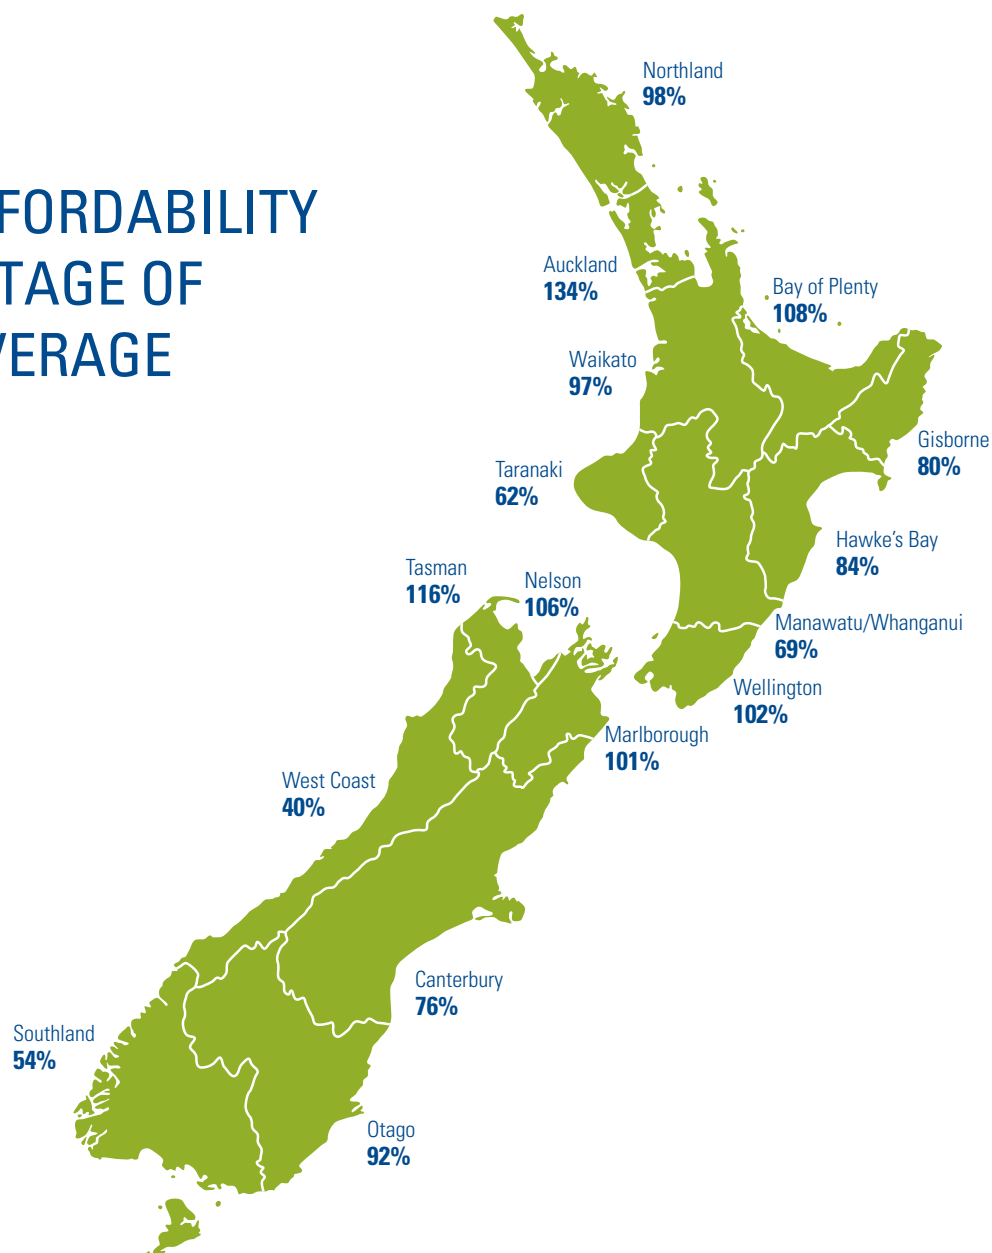 FFORDABILITY
TAGE OF
VERAGE
Northland
98%
Auckland
134%
Bay of Plenty
108%
Waikato
97%
Gisborne
80%
Taranaki
62%
Hawke’s Bay
84%
Tasman
116%
Nelson
106%
Manawatu/Whanganui
69%
Wellington
102%
Marlborough
101%
West Coast
40%
Canterbury
76%
Southland
54%
Otago
92%